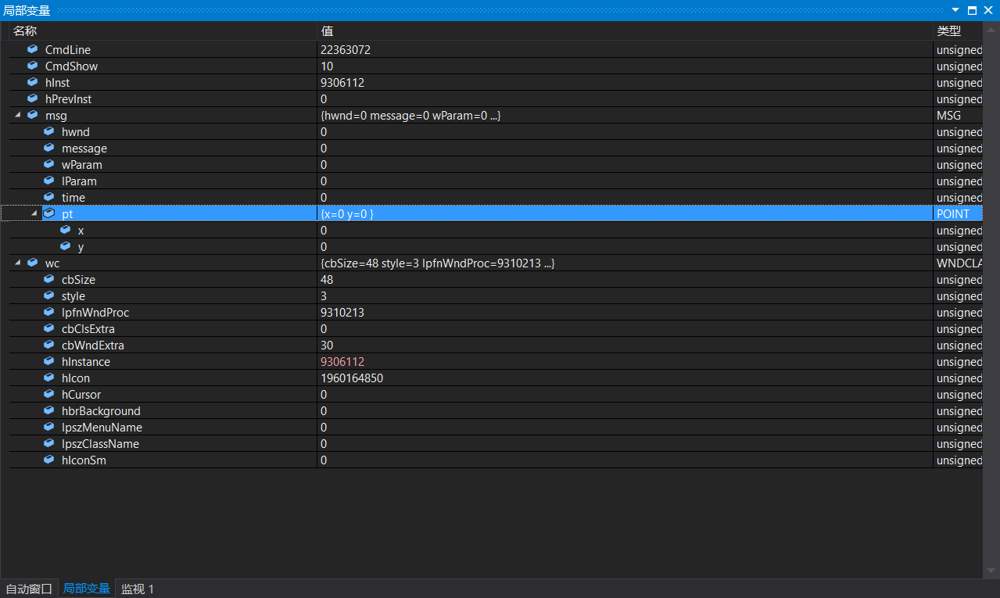 局部变量
名称 值 类型
CmdLine 22363072 unsigned
CmdShow 10 unsigned
hInst 9306112 unsigned
hPrevInst 0 unsigned
msg {hwnd=0 message=0 wParam=0 ...} MSG
hwnd 0 unsigned
message 0 unsigned
wParam 0 unsigned
lParam 0 unsigned
time 0 unsigned
pt {x=0 y=0 } POINT
x 0 unsigned
y 0 unsigned
wc {cbSize=48 style=3 lpfnWndProc=9310213 ...} WNDCLA
cbSize 48 unsigned
style 3 unsigned
lpfnWndProc 9310213 unsigned
cbClsExtra 0 unsigned
cbWndExtra 30 unsigned
hInstance 9306112 unsigned
hIcon 1960164850 unsigned
hCursor 0 unsigned
hbrBackground 0 unsigned
lpszMenuName 0 unsigned
lpszClassName 0 unsigned
hIconSm 0 unsigned
自动窗口 局部变量 监视 1